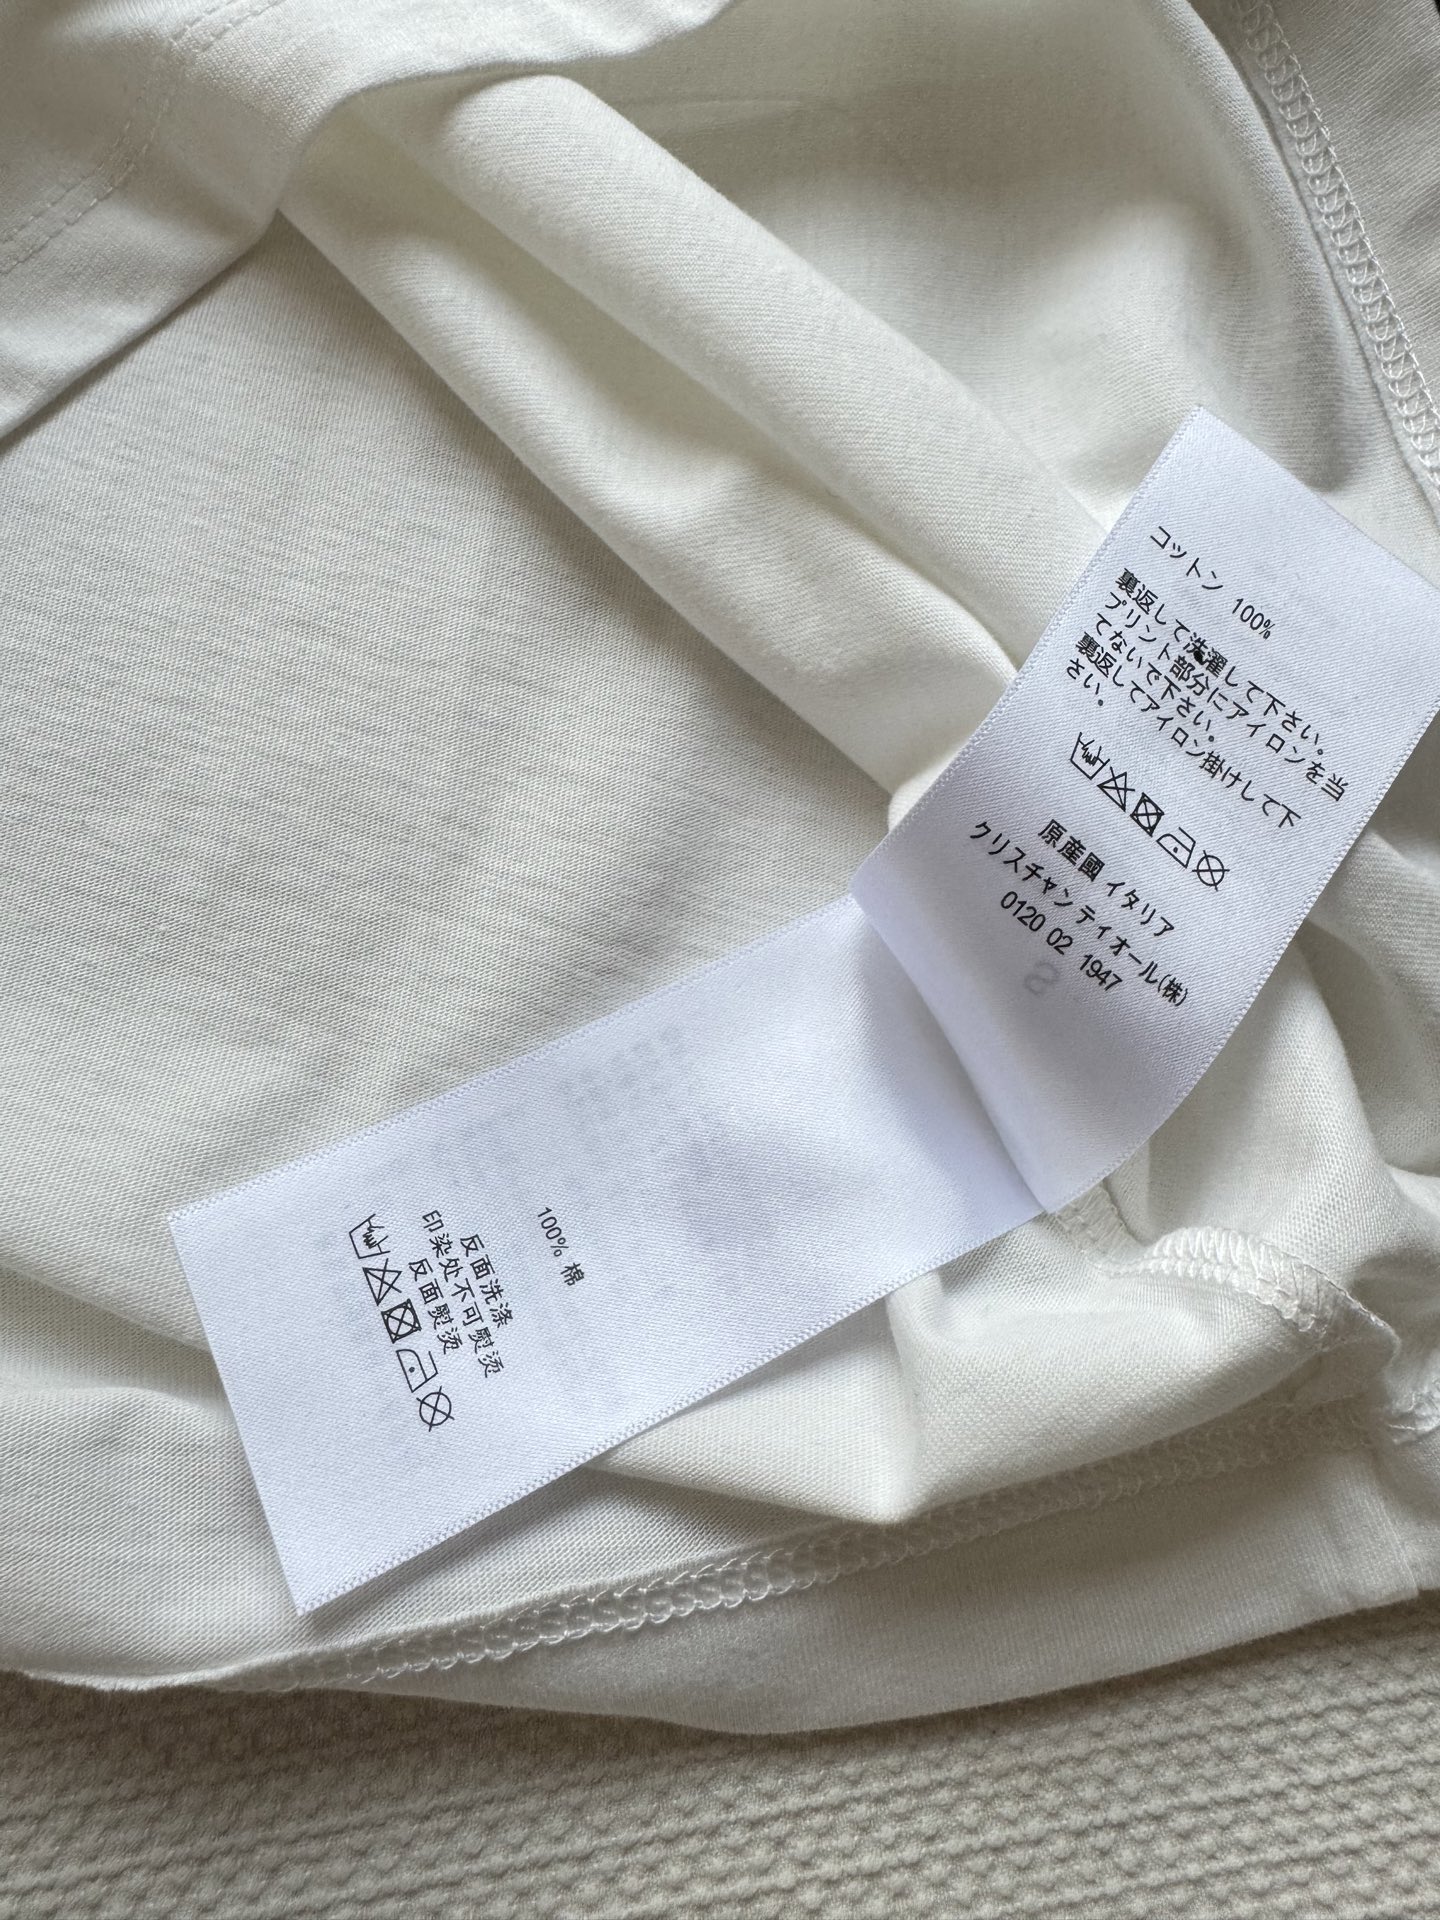 コットン 100%
裏返して洗濯して下さい。
プリント部分にアイロンを当
てないで下さい。
裏返してアイロン掛けして下
さい。
原産國 イタリア
クリスチャン ディオール(株)
0120 02 1947
100% 棉
反面洗涤
印染处不可熨烫
反面熨烫